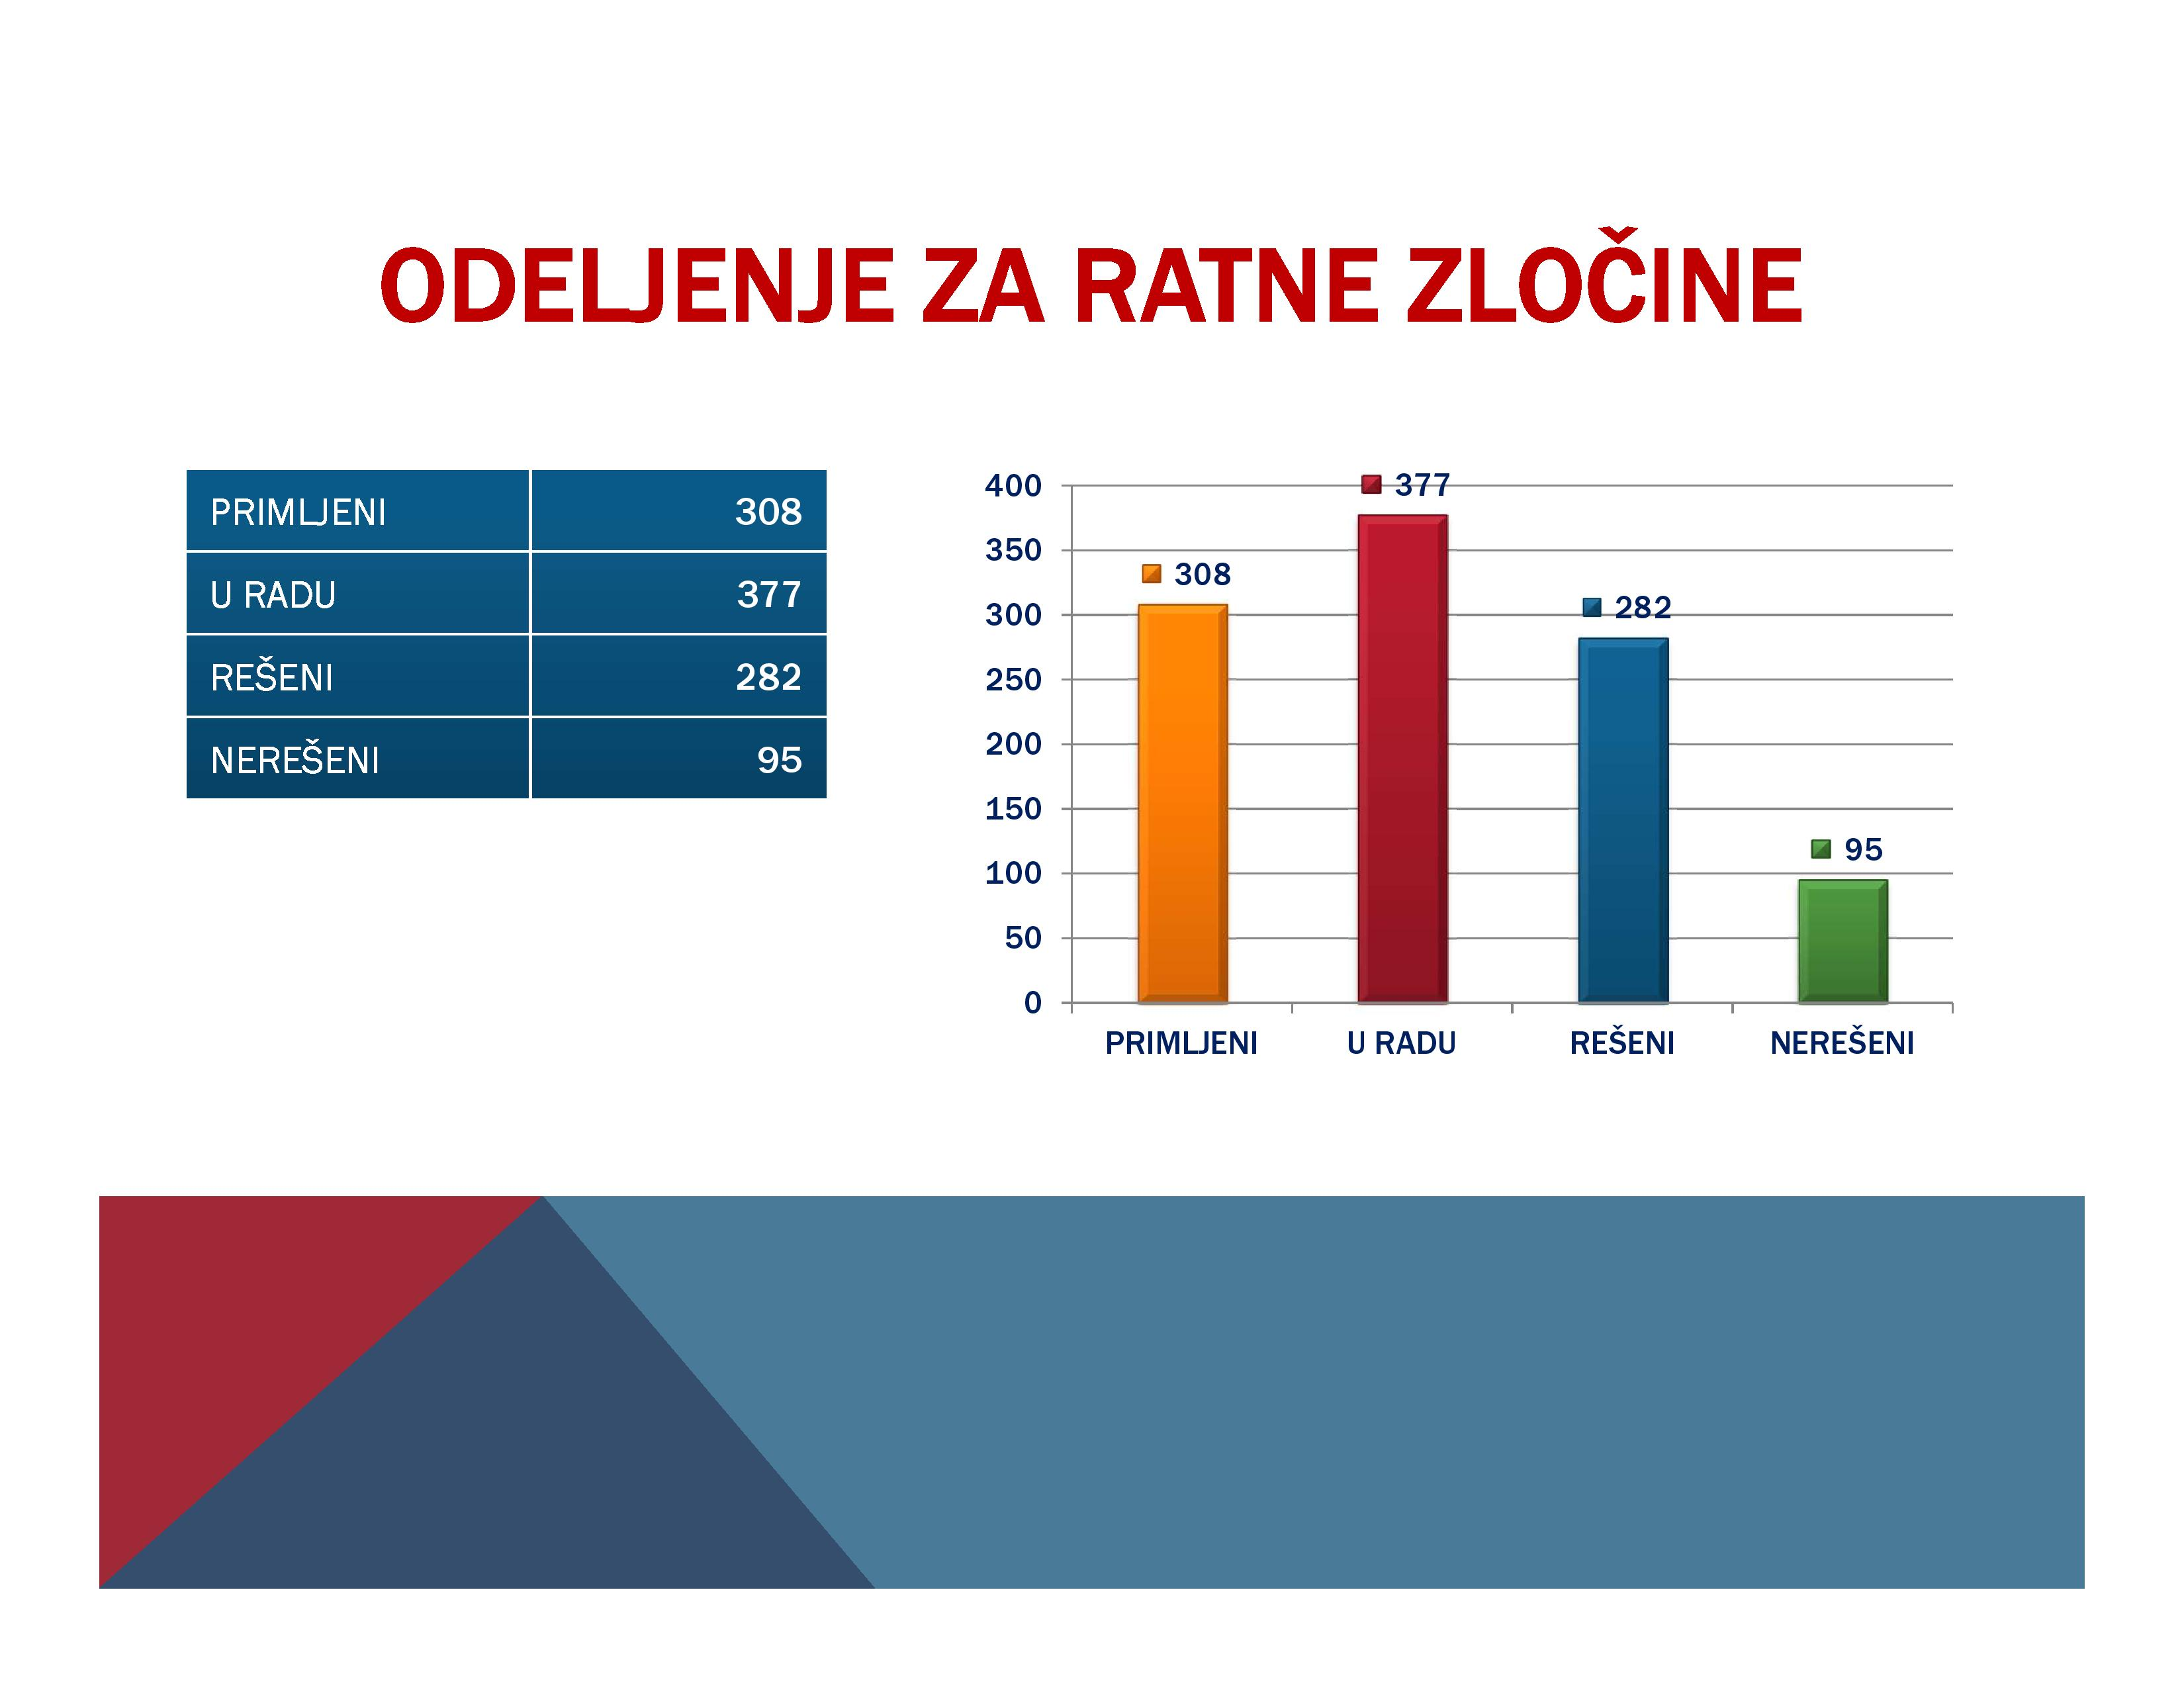 ODELJENJE ZA RATNE ZLOČINE
PRIMLJENI 308
U RADU 377
REŠENI 282
NEREŠENI 95
400
350
300
250
200
150
100
50
0
308
377
282
95
PRIMLJENI
U RADU
REŠENI
NEREŠENI